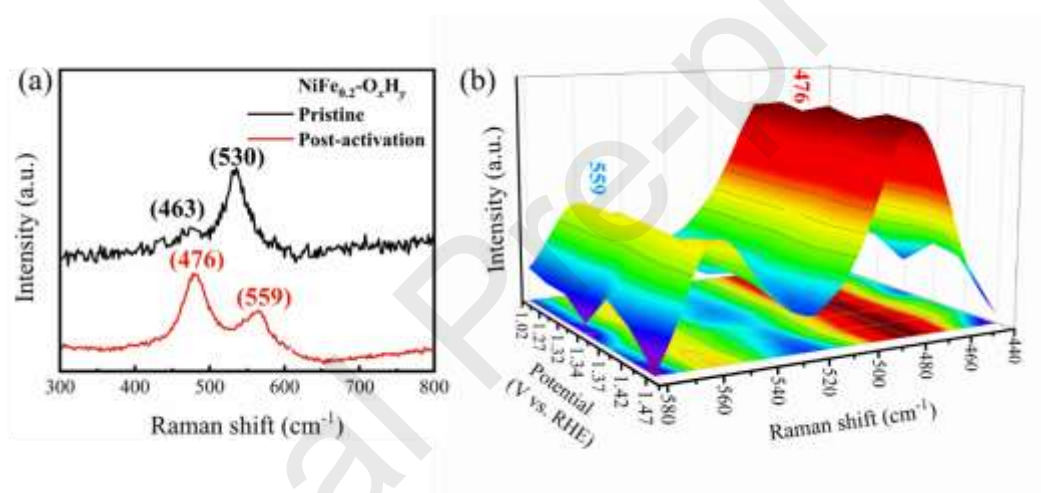 (a)
NiFe0.2-OxHy
Pristine
Post-activation
(530)
(463)
(476)
(559)
Intensity (a.u.)
300 400 500 600 700 800
Raman shift (cm-1)
(b)
476
559
Intensity (a.u.)
1.02 1.27 1.32 1.34 1.37 1.42 1.47
Potential
(V vs. RHE)
580 560 540 520 500 480 460 440
Raman shift (cm-1)
al Pre-p